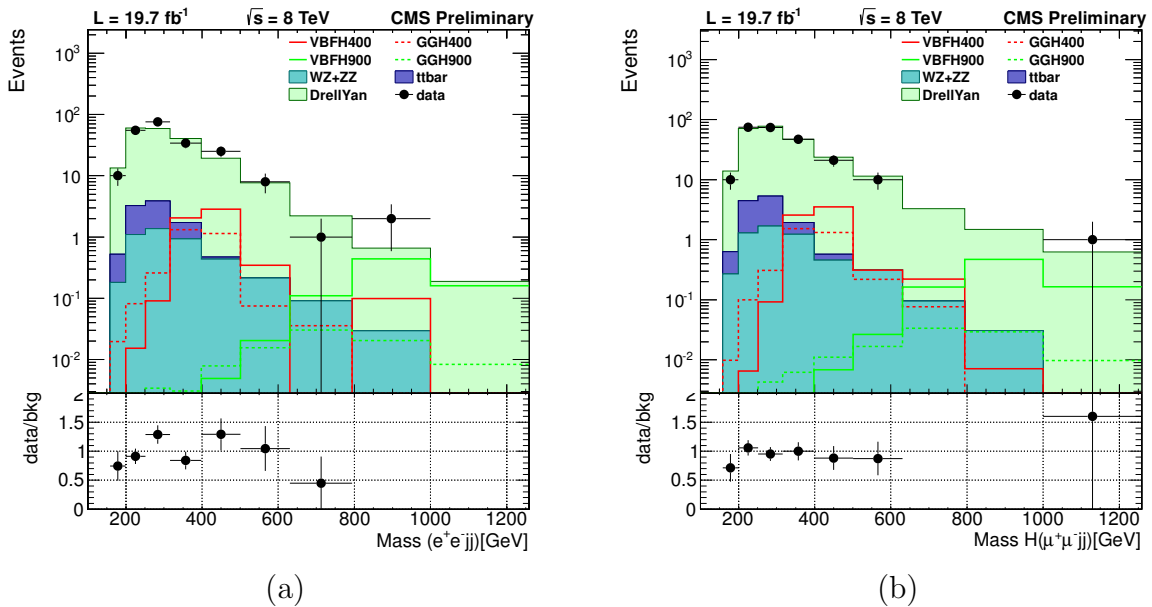 L = 19.7 fb⁻¹ √s = 8 TeV CMS Preliminary
Events
10³
10²
10
1
10⁻¹
10⁻²
VBFH400 GGH400
VBFH900 GGH900
WZ+ZZ ttbar
DrellYan data
data/bkg
2
1.5
1
0.5
0
200 400 600 800 1000 1200
Mass (e⁺e⁻jj)[GeV]
(a)
L = 19.7 fb⁻¹ √s = 8 TeV CMS Preliminary
Events
10³
10²
10
1
10⁻¹
10⁻²
VBFH400 GGH400
VBFH900 GGH900
WZ+ZZ ttbar
DrellYan data
data/bkg
2
1.5
1
0.5
0
200 400 600 800 1000 1200
Mass H(μ⁺μ⁻jj)[GeV]
(b)